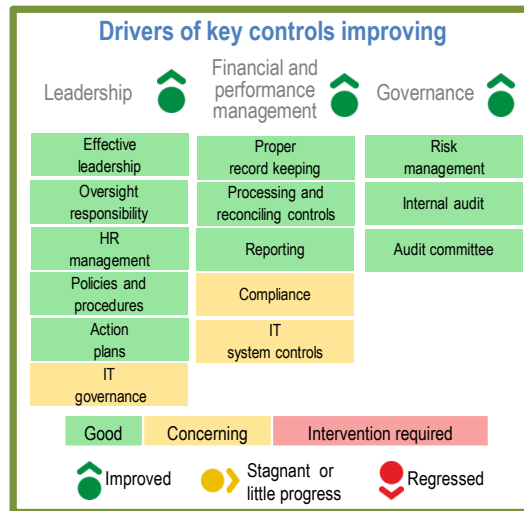 Drivers of key controls improving
Leadership
Financial and
performance
management
Governance
Effective
leadership
Oversight
responsibility
HR
management
Policies and
procedures
Action
plans
IT
governance
Proper
record keeping
Processing and
reconciling controls
Reporting
Compliance
IT
system controls
Risk
management
Internal audit
Audit committee
Good
Concerning
Intervention required
Improved
Stagnant or
little progress
Regressed